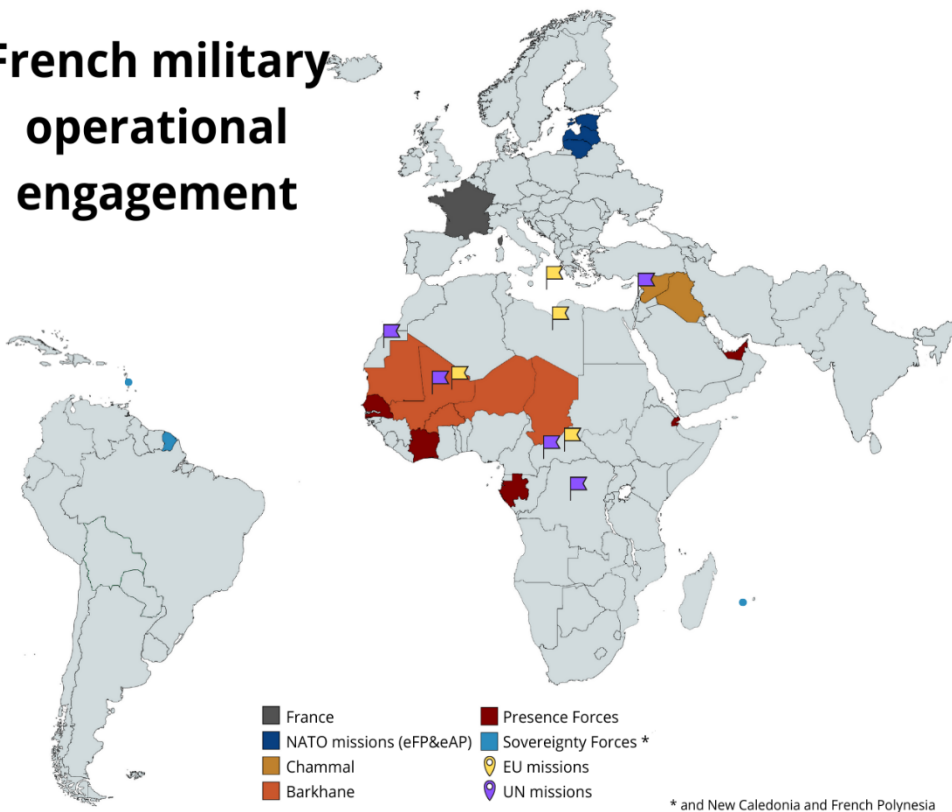 French military
operational
engagement
France
NATO missions (eFP&eAP)
Chammal
Barkhane
Presence Forces
Sovereignty Forces *
EU missions
UN missions
* and New Caledonia and French Polynesia